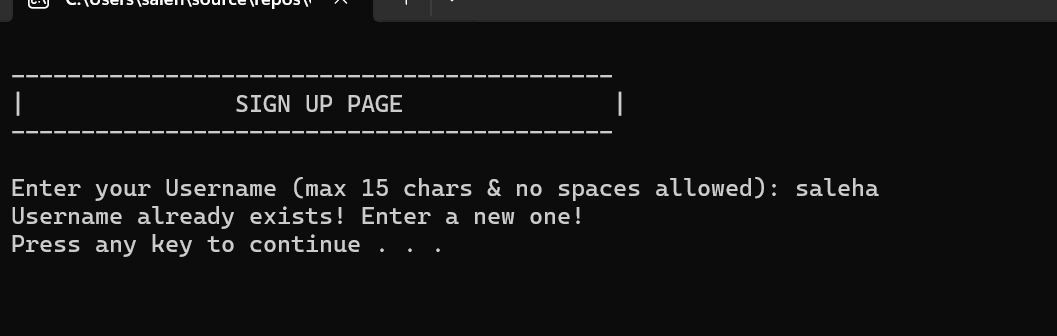 -------------------------------------------
|               SIGN UP PAGE               |
-------------------------------------------
Enter your Username (max 15 chars & no spaces allowed): saleha
Username already exists! Enter a new one!
Press any key to continue . . .